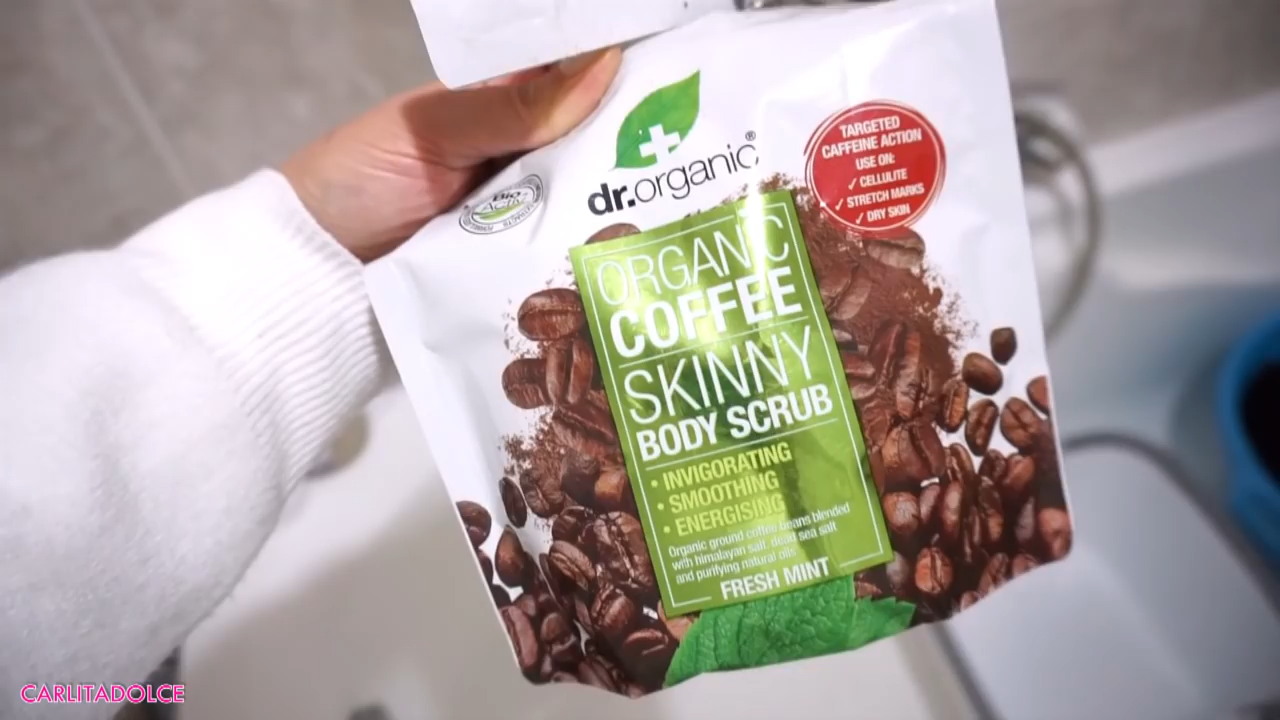 dr.organic®
Bio
ACTIV
TARGETED
CAFFEINE ACTION
USE ON:
✓ CELLULITE
✓ STRETCH MARKS
✓ DRY SKIN
ORGANIC
COFFEE
SKINNY
BODY SCRUB
• INVIGORATING
• SMOOTHING
• ENERGISING
Organic ground coffee beans blended
with himalayan salt, dead sea salt
and purifying natural oils
FRESH MINT
CARLITADOLCE